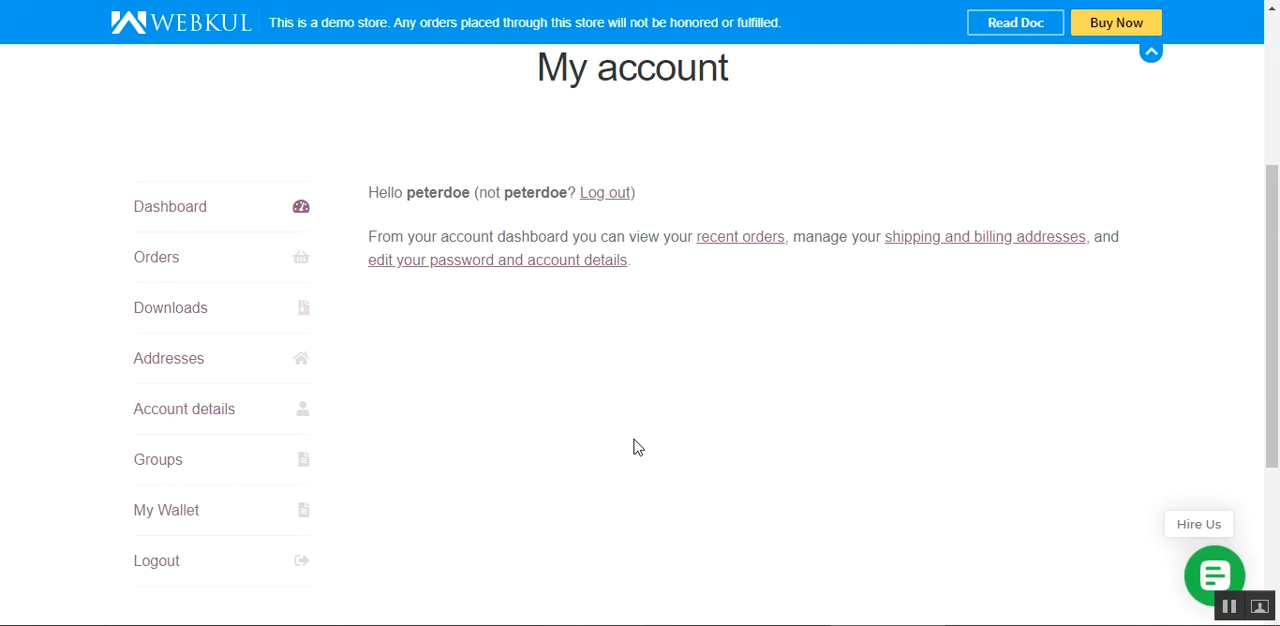 WEBKUL
This is a demo store. Any orders placed through this store will not be honored or fulfilled.
Read Doc
Buy Now
My account
Dashboard
Orders
Downloads
Addresses
Account details
Groups
My Wallet
Logout
Hello peterdoe (not peterdoe? Log out)
From your account dashboard you can view your recent orders, manage your shipping and billing addresses, and
edit your password and account details.
Hire Us